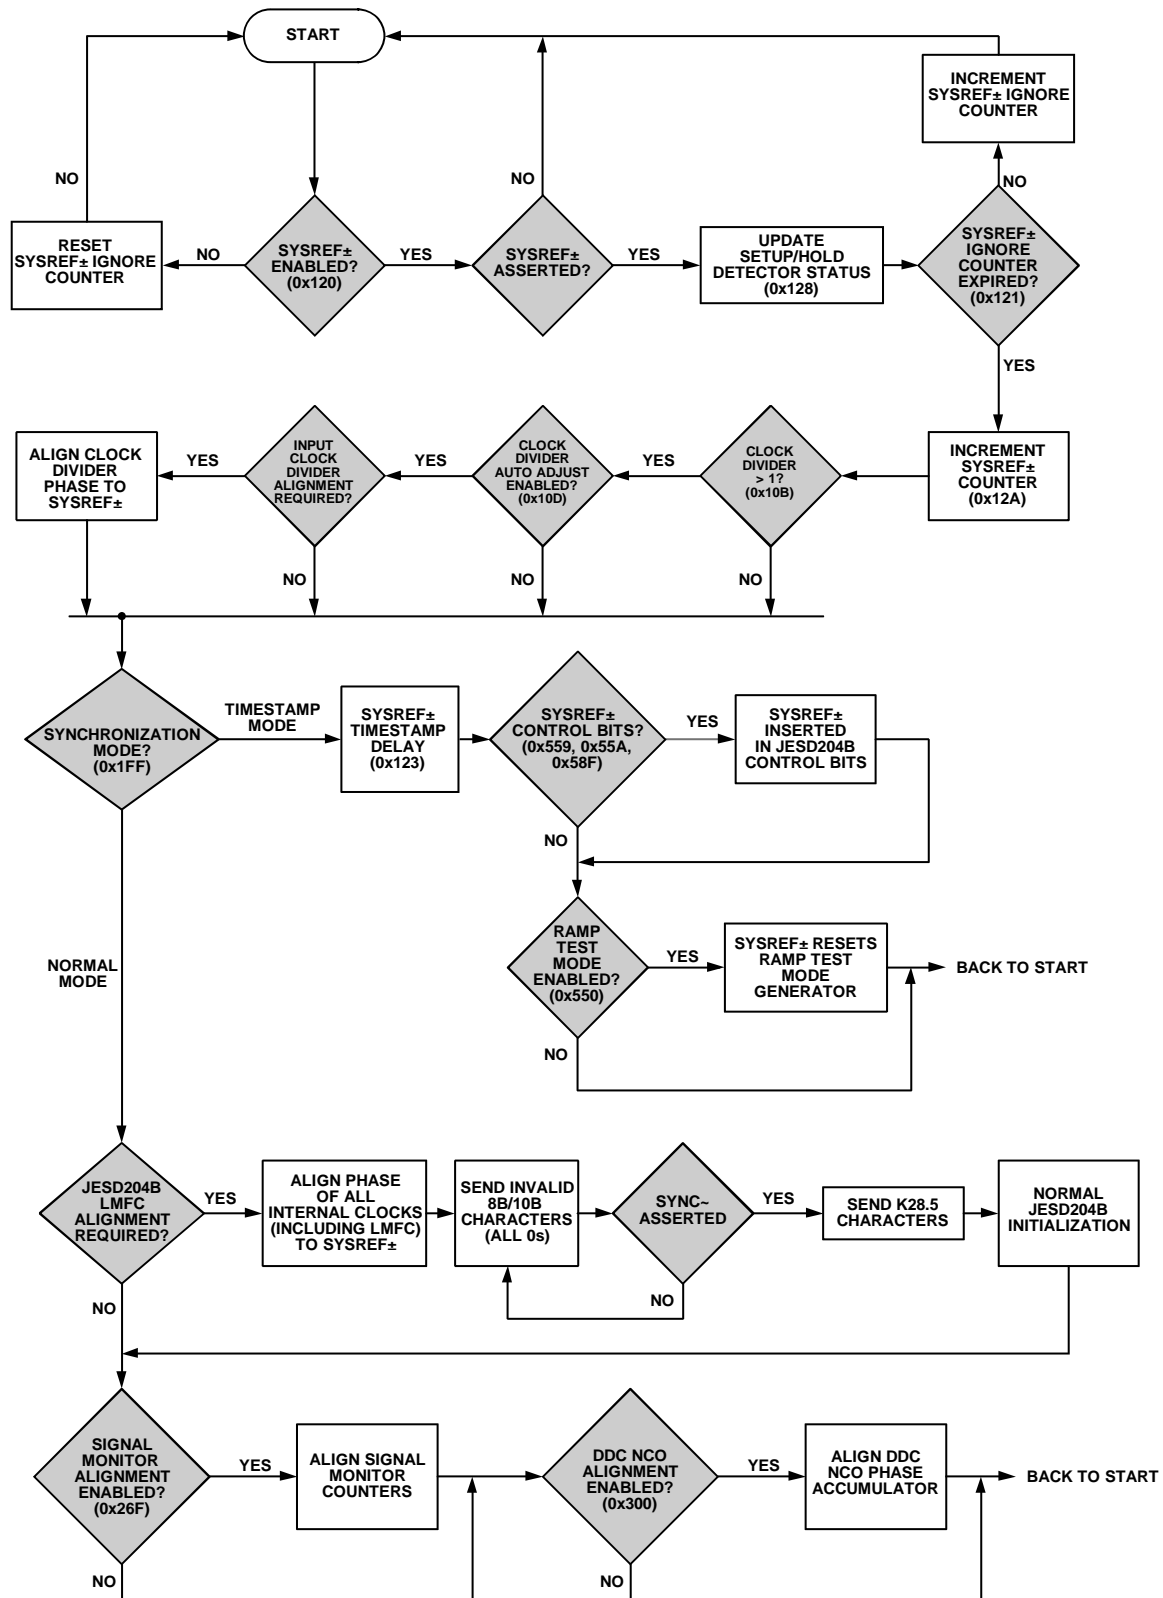 START
INCREMENT
SYSREF± IGNORE
COUNTER
NO
NO
NO
RESET
SYSREF± IGNORE
COUNTER
NO
SYSREF±
ENABLED?
(0x120)
YES
SYSREF±
ASSERTED?
YES
UPDATE
SETUP/HOLD
DETECTOR STATUS
(0x128)
SYSREF±
IGNORE
COUNTER
EXPIRED?
(0x121)
YES
ALIGN CLOCK
DIVIDER
PHASE TO
SYSREF±
YES
INPUT
CLOCK
DIVIDER
ALIGNMENT
REQUIRED?
YES
CLOCK
DIVIDER
AUTO ADJUST
ENABLED?
(0x10D)
YES
CLOCK
DIVIDER
> 1?
(0x10B)
INCREMENT
SYSREF±
COUNTER
(0x12A)
NO
NO
NO
SYNCHRONIZATION
MODE?
(0x1FF)
TIMESTAMP
MODE
SYSREF±
TIMESTAMP
DELAY
(0x123)
SYSREF±
CONTROL BITS?
(0x559, 0x55A,
0x58F)
YES
SYSREF±
INSERTED
IN JESD204B
CONTROL BITS
NO
NORMAL
MODE
RAMP
TEST
MODE
ENABLED?
(0x550)
YES
SYSREF± RESETS
RAMP TEST
MODE
GENERATOR
BACK TO START
NO
JESD204B
LMFC
ALIGNMENT
REQUIRED?
YES
ALIGN PHASE
OF ALL
INTERNAL CLOCKS
(INCLUDING LMFC)
TO SYSREF±
SEND INVALID
8B/10B
CHARACTERS
(ALL 0s)
SYNC~
ASSERTED
YES
SEND K28.5
CHARACTERS
NORMAL
JESD204B
INITIALIZATION
NO
NO
SIGNAL
MONITOR
ALIGNMENT
ENABLED?
(0x26F)
YES
ALIGN SIGNAL
MONITOR
COUNTERS
DDC NCO
ALIGNMENT
ENABLED?
(0x300)
YES
ALIGN DDC
NCO PHASE
ACCUMULATOR
BACK TO START
NO
NO